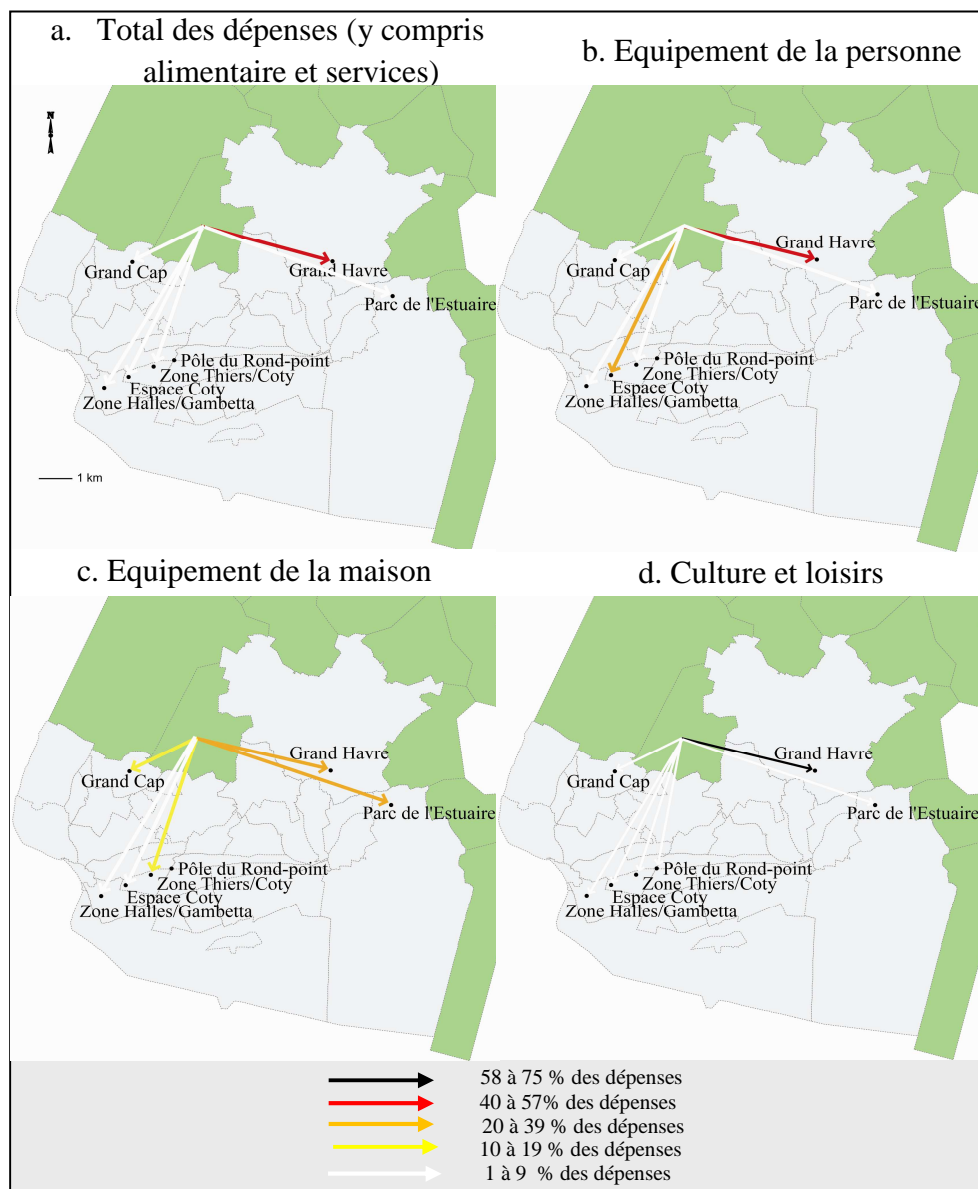 a. Total des dépenses (y compris
alimentaire et services)
N
Grand Cap
Grand Havre
Parc de l'Estuaire
Pôle du Rond-point
Zone Thiers/Coty
Espace Coty
Zone Halles/Gambetta
1 km
b. Equipement de la personne
Grand Havre
Grand Cap
Parc de l'Estuaire
Pôle du Rond-point
Zone Thiers/Coty
Espace Coty
Zone Halles/Gambetta
c. Equipement de la maison
Grand Havre
Grand Cap
Parc de l'Estuaire
Pôle du Rond-point
Zone Thiers/Coty
Espace Coty
Zone Halles/Gambetta
d. Culture et loisirs
Grand Havre
Grand Cap
Parc de l'Estuaire
Pôle du Rond-point
Zone Thiers/Coty
Espace Coty
Zone Halles/Gambetta
58 à 75 % des dépenses
40 à 57% des dépenses
20 à 39 % des dépenses
10 à 19 % des dépenses
1 à 9 % des dépenses